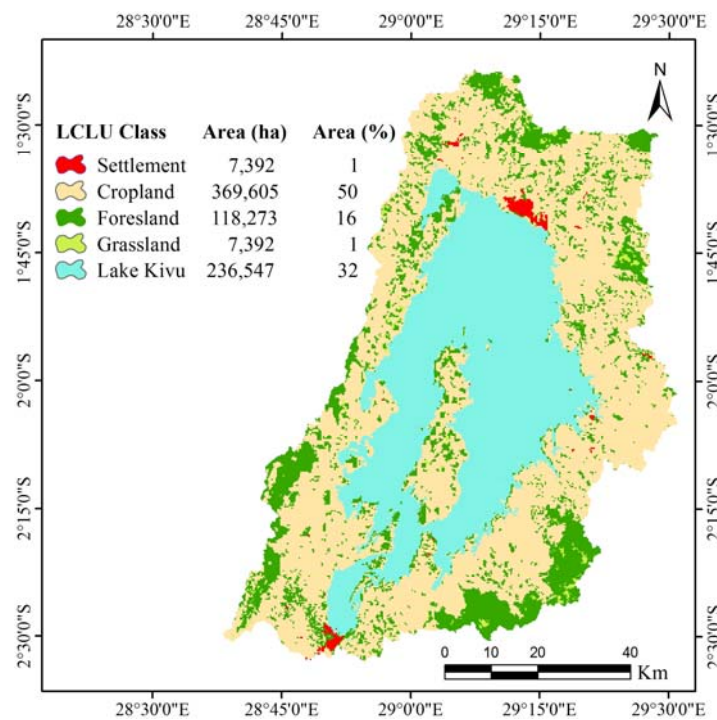 28°30'0"E 28°45'0"E 29°0'0"E 29°15'0"E 29°30'0"E
N
1°30'0"S 1°30'0"S
LCLU Class Area (ha) Area (%)
Settlement 7,392 1
Cropland 369,605 50
Foresland 118,273 16
Grassland 7,392 1
Lake Kivu 236,547 32
1°45'0"S 1°45'0"S
2°0'0"S 2°0'0"S
2°15'0"S 2°15'0"S
2°30'0"S 2°30'0"S
0 10 20 40
Km
28°30'0"E 28°45'0"E 29°0'0"E 29°15'0"E 29°30'0"E